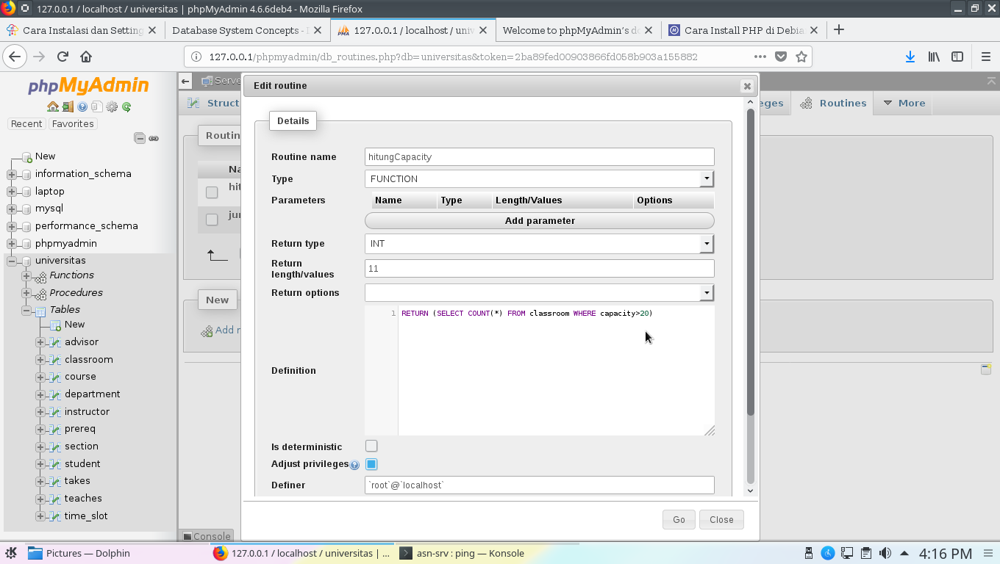 127.0.0.1 / localhost / universitas | phpMyAdmin 4.6.6deb4 - Mozilla Firefox
Cara Instalasi dan Setting
Database System Concepts -
127.0.0.1 / localhost / univ
Welcome to phpMyAdmin's d
Cara Install PHP di Debia
127.0.0.1/phpmyadmin/db_routines.php?db=universitas&token=2ba89fed00903866fd058b903a155882
phpMyAdmin
Recent
Favorites
New
information_schema
laptop
mysql
performance_schema
phpmyadmin
universitas
Functions
Procedures
Tables
New
advisor
classroom
course
department
instructor
prereq
section
student
takes
teaches
time_slot
Serve
Struct
eges
Routines
More
Routin
Na
hit
jur
New
Add r
Console
Edit routine
Details
Routine name
hitungCapacity
Type
FUNCTION
Parameters
Name Type Length/Values Options
Add parameter
Return type
INT
Return
length/values
11
Return options
Definition
1 RETURN (SELECT COUNT(*) FROM classroom WHERE capacity>20)
Is deterministic
Adjust privileges
Definer
`root`@`localhost`
Go
Close
Pictures — Dolphin
127.0.0.1 / localhost / universitas | ...
asn-srv : ping — Konsole
4:16 PM